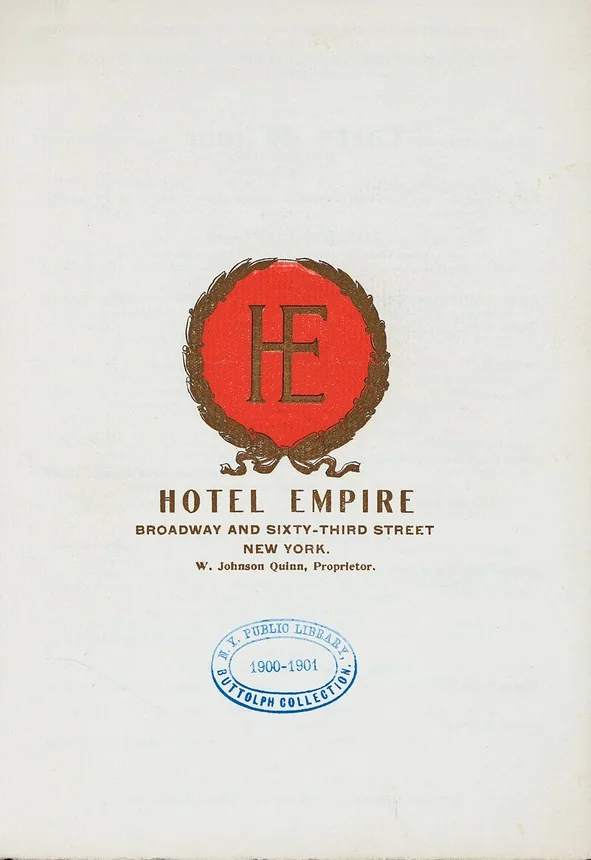 HE
HOTEL EMPIRE
BROADWAY AND SIXTY-THIRD STREET
NEW YORK.
W. Johnson Quinn, Proprietor.
N. Y. PUBLIC LIBRARY,
1900-1901
BUTTOLPH COLLECTION.